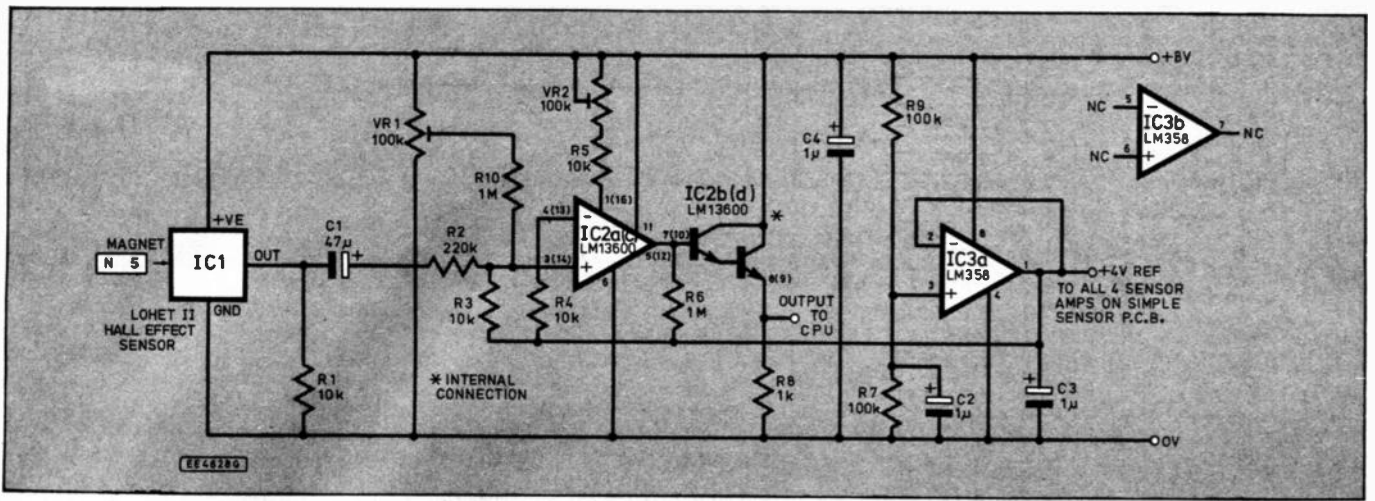 +8V
VR1
100k
VR2
100k
R5
10k
R10
1M
C4
1µ
+
R9
100k
NC 5 -
IC3b
LM358
7 NC
NC 6 +
IC2b(d)
LM13600
*
+VE
MAGNET
N S
IC1
OUT
GND
LOHET II
HALL EFFECT
SENSOR
C1
47µ
+
R2
220k
1(16)
4(13)
-
IC2a(c)
LM13600
3(14)
+
11
6
5(12)
7(10)
8(9)
R3
10k
R4
10k
R6
1M
OUTPUT
TO
CPU
2
-
8
IC3a
LM358
1
3
+
4
+4V REF
TO ALL 4 SENSOR
AMPS ON SIMPLE
SENSOR P.C.B.
R1
10k
* INTERNAL
CONNECTION
R8
1k
R7
100k
+
C2
1µ
+
C3
1µ
0V
EE4628G